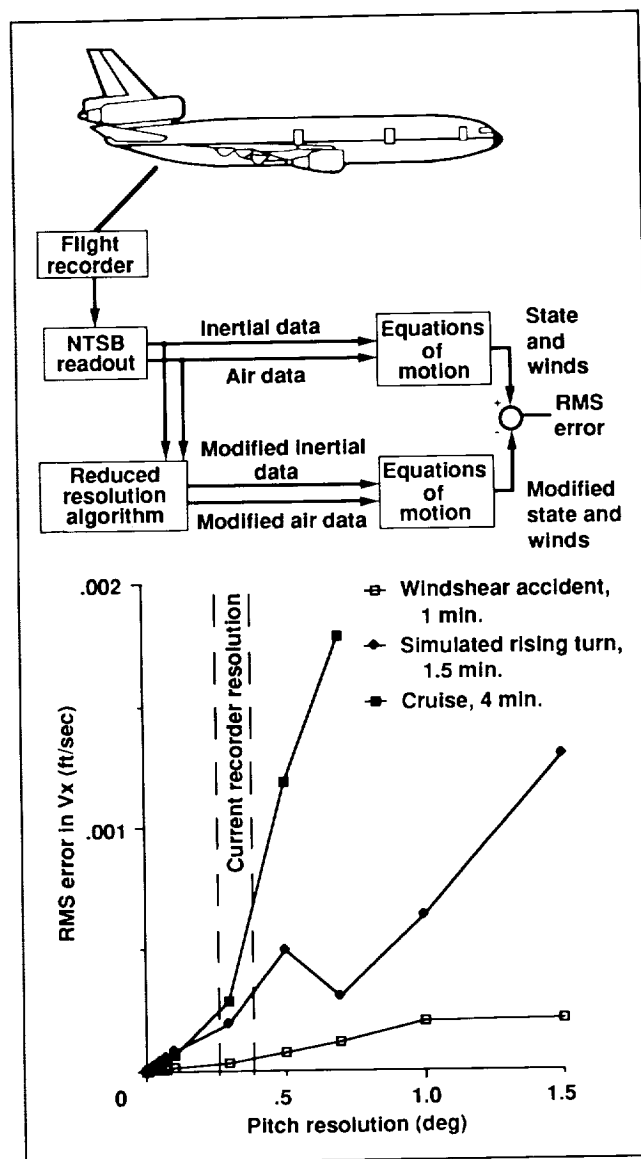 Flight
recorder
NTSB
readout
Inertial data
Air data
Equations
of
motion
State
and
winds
+
-
RMS
error
Reduced
resolution
algorithm
Modified inertial
data
Modified air data
Equations
of
motion
Modified
state and
winds
.002
.001
0
.5
1.0
1.5
RMS error in Vx (ft/sec)
Pitch resolution (deg)
Current recorder resolution
Windshear accident,
1 min.
Simulated rising turn,
1.5 min.
Cruise, 4 min.